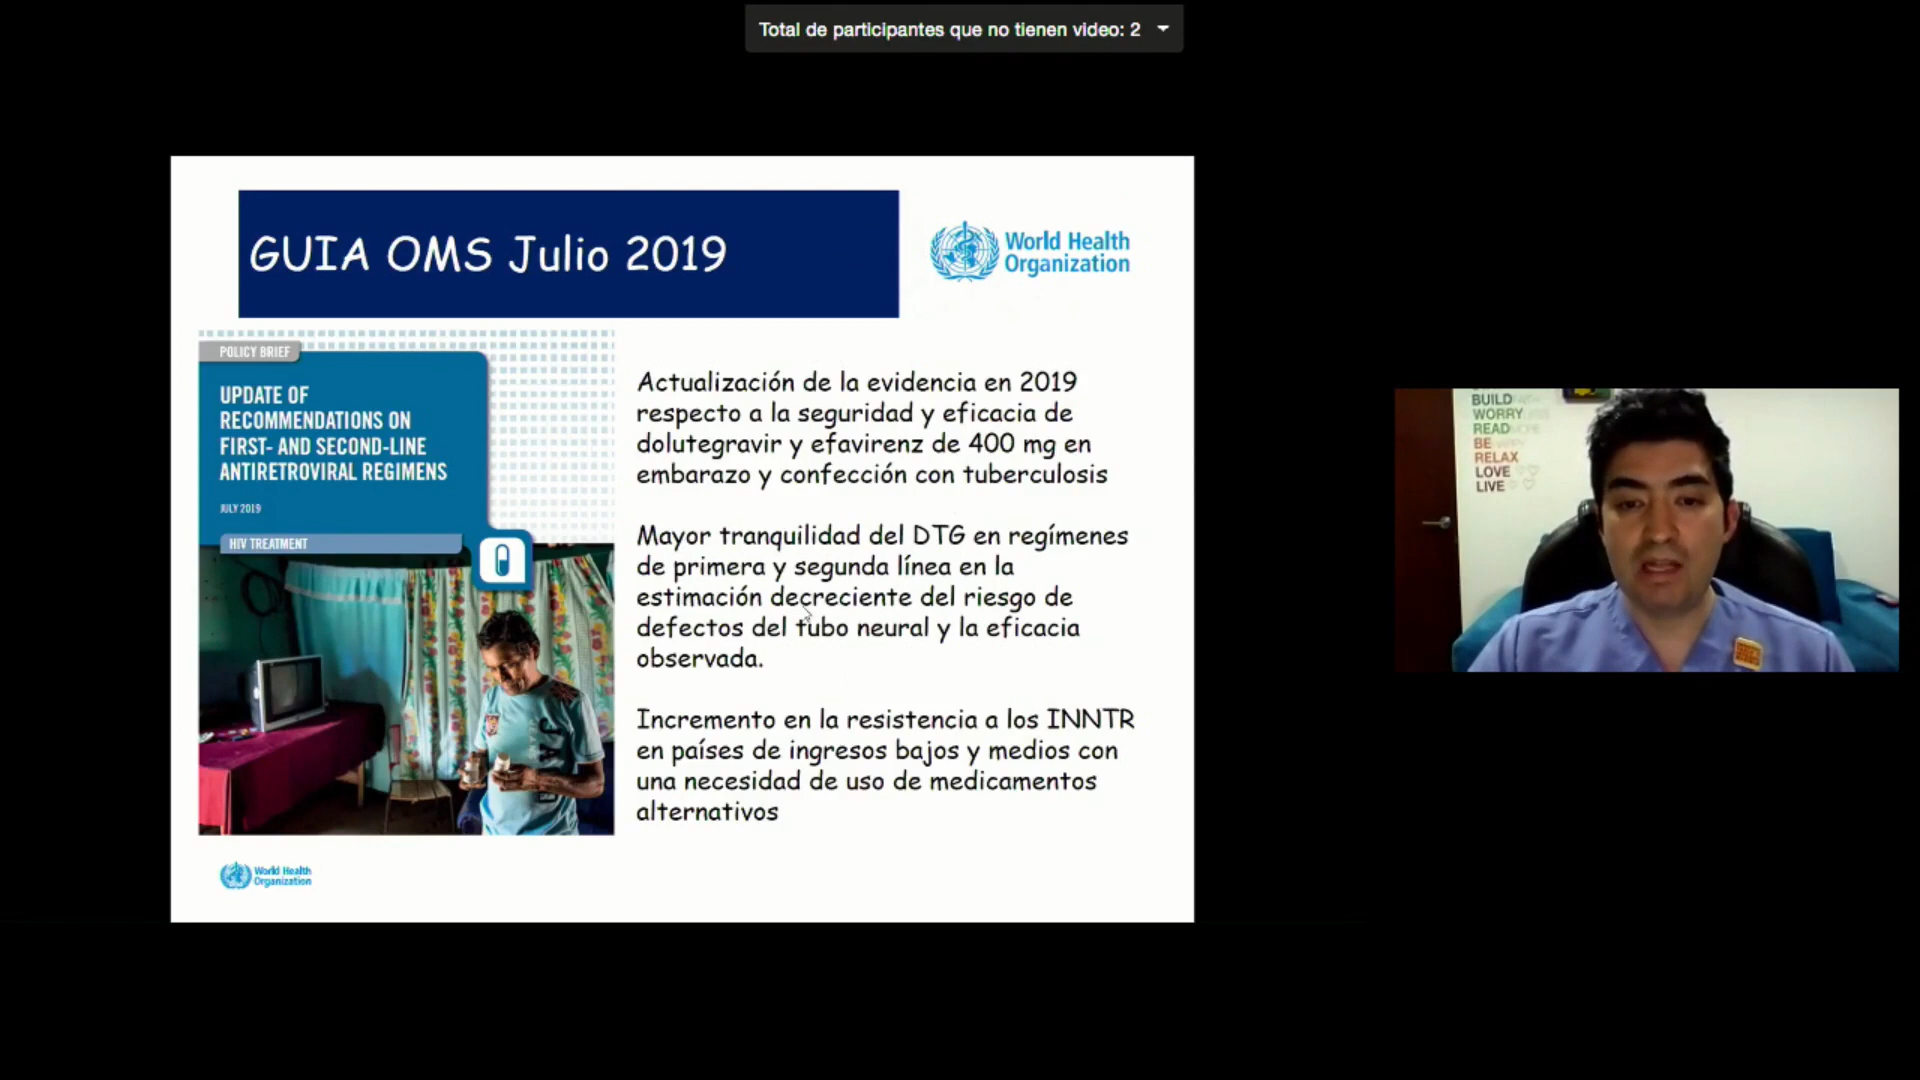 Total de participantes que no tienen video: 2
GUIA OMS Julio 2019
World Health
Organization
POLICY BRIEF
UPDATE OF
RECOMMENDATIONS ON
FIRST- AND SECOND-LINE
ANTIRETROVIRAL REGIMENS
JULY 2019
HIV TREATMENT
Actualización de la evidencia en 2019
respecto a la seguridad y eficacia de
dolutegravir y efavirenz de 400 mg en
embarazo y confección con tuberculosis
Mayor tranquilidad del DTG en regímenes
de primera y segunda línea en la
estimación decreciente del riesgo de
defectos del tubo neural y la eficacia
observada.
Incremento en la resistencia a los INNTR
en países de ingresos bajos y medios con
una necesidad de uso de medicamentos
alternativos
World Health
Organization
BUILD
WORRY
READ MORE
BE HAPPY
RELAX
LOVE
LIVE